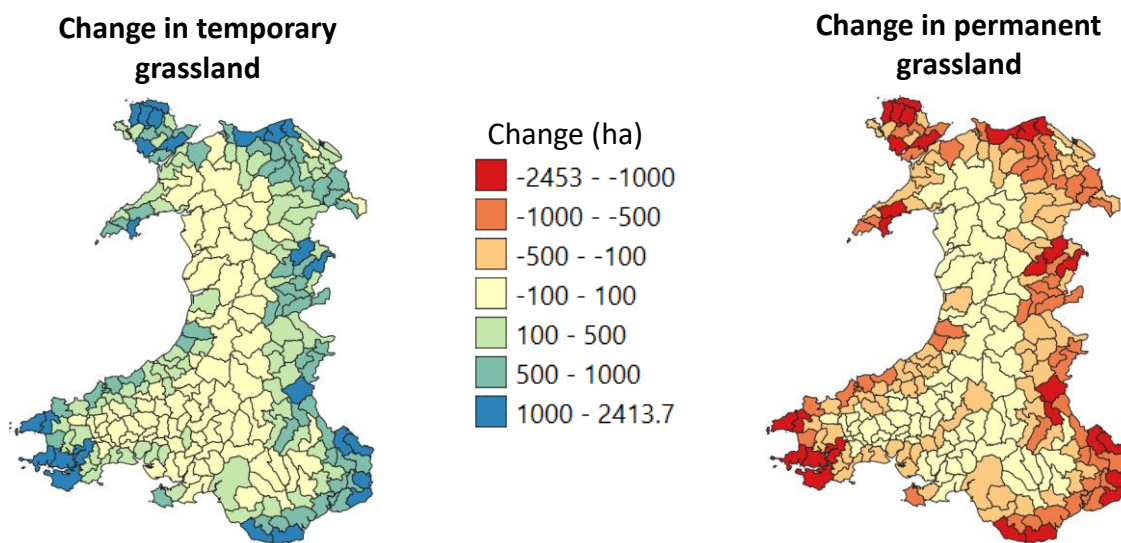 Change in temporary
grassland
Change (ha)
-2453 - -1000
-1000 - -500
-500 - -100
-100 - 100
100 - 500
500 - 1000
1000 - 2413.7
Change in permanent
grassland